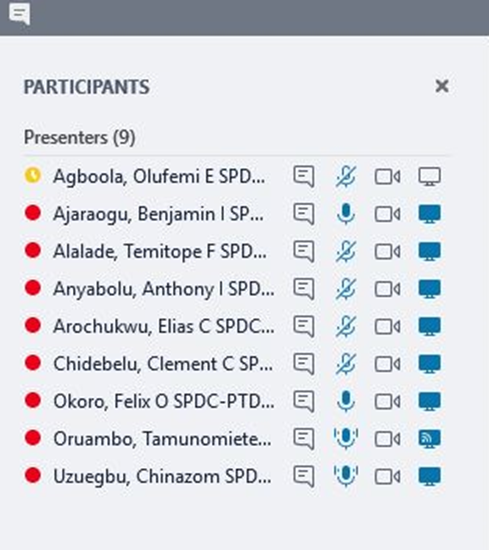 PARTICIPANTS
Presenters (9)
Agboola, Olufemi E SPD...
Ajaraogu, Benjamin I SP...
Alalade, Temitope F SPD...
Anyabolu, Anthony I SPD...
Arochukwu, Elias C SPDC...
Chidebelu, Clement C SP...
Okoro, Felix O SPDC-PTD...
Oruambo, Tamunomiete...
Uzuegbu, Chinazom SPD...